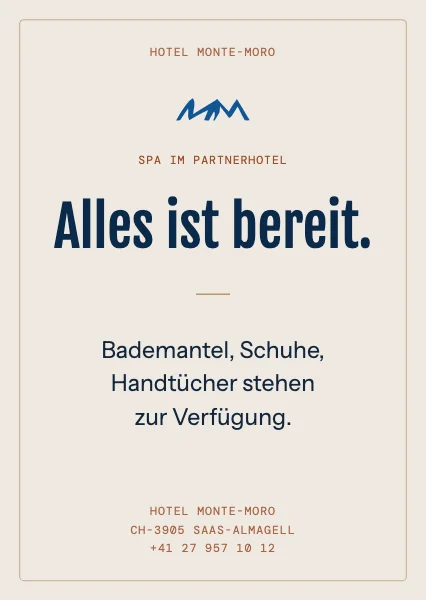 HOTEL MONTE-MORO
SPA IM PARTNERHOTEL
Alles ist bereit.
Bademantel, Schuhe,
Handtücher stehen
zur Verfügung.
HOTEL MONTE-MORO
CH-3905 SAAS-ALMAGELL
+41 27 957 10 12